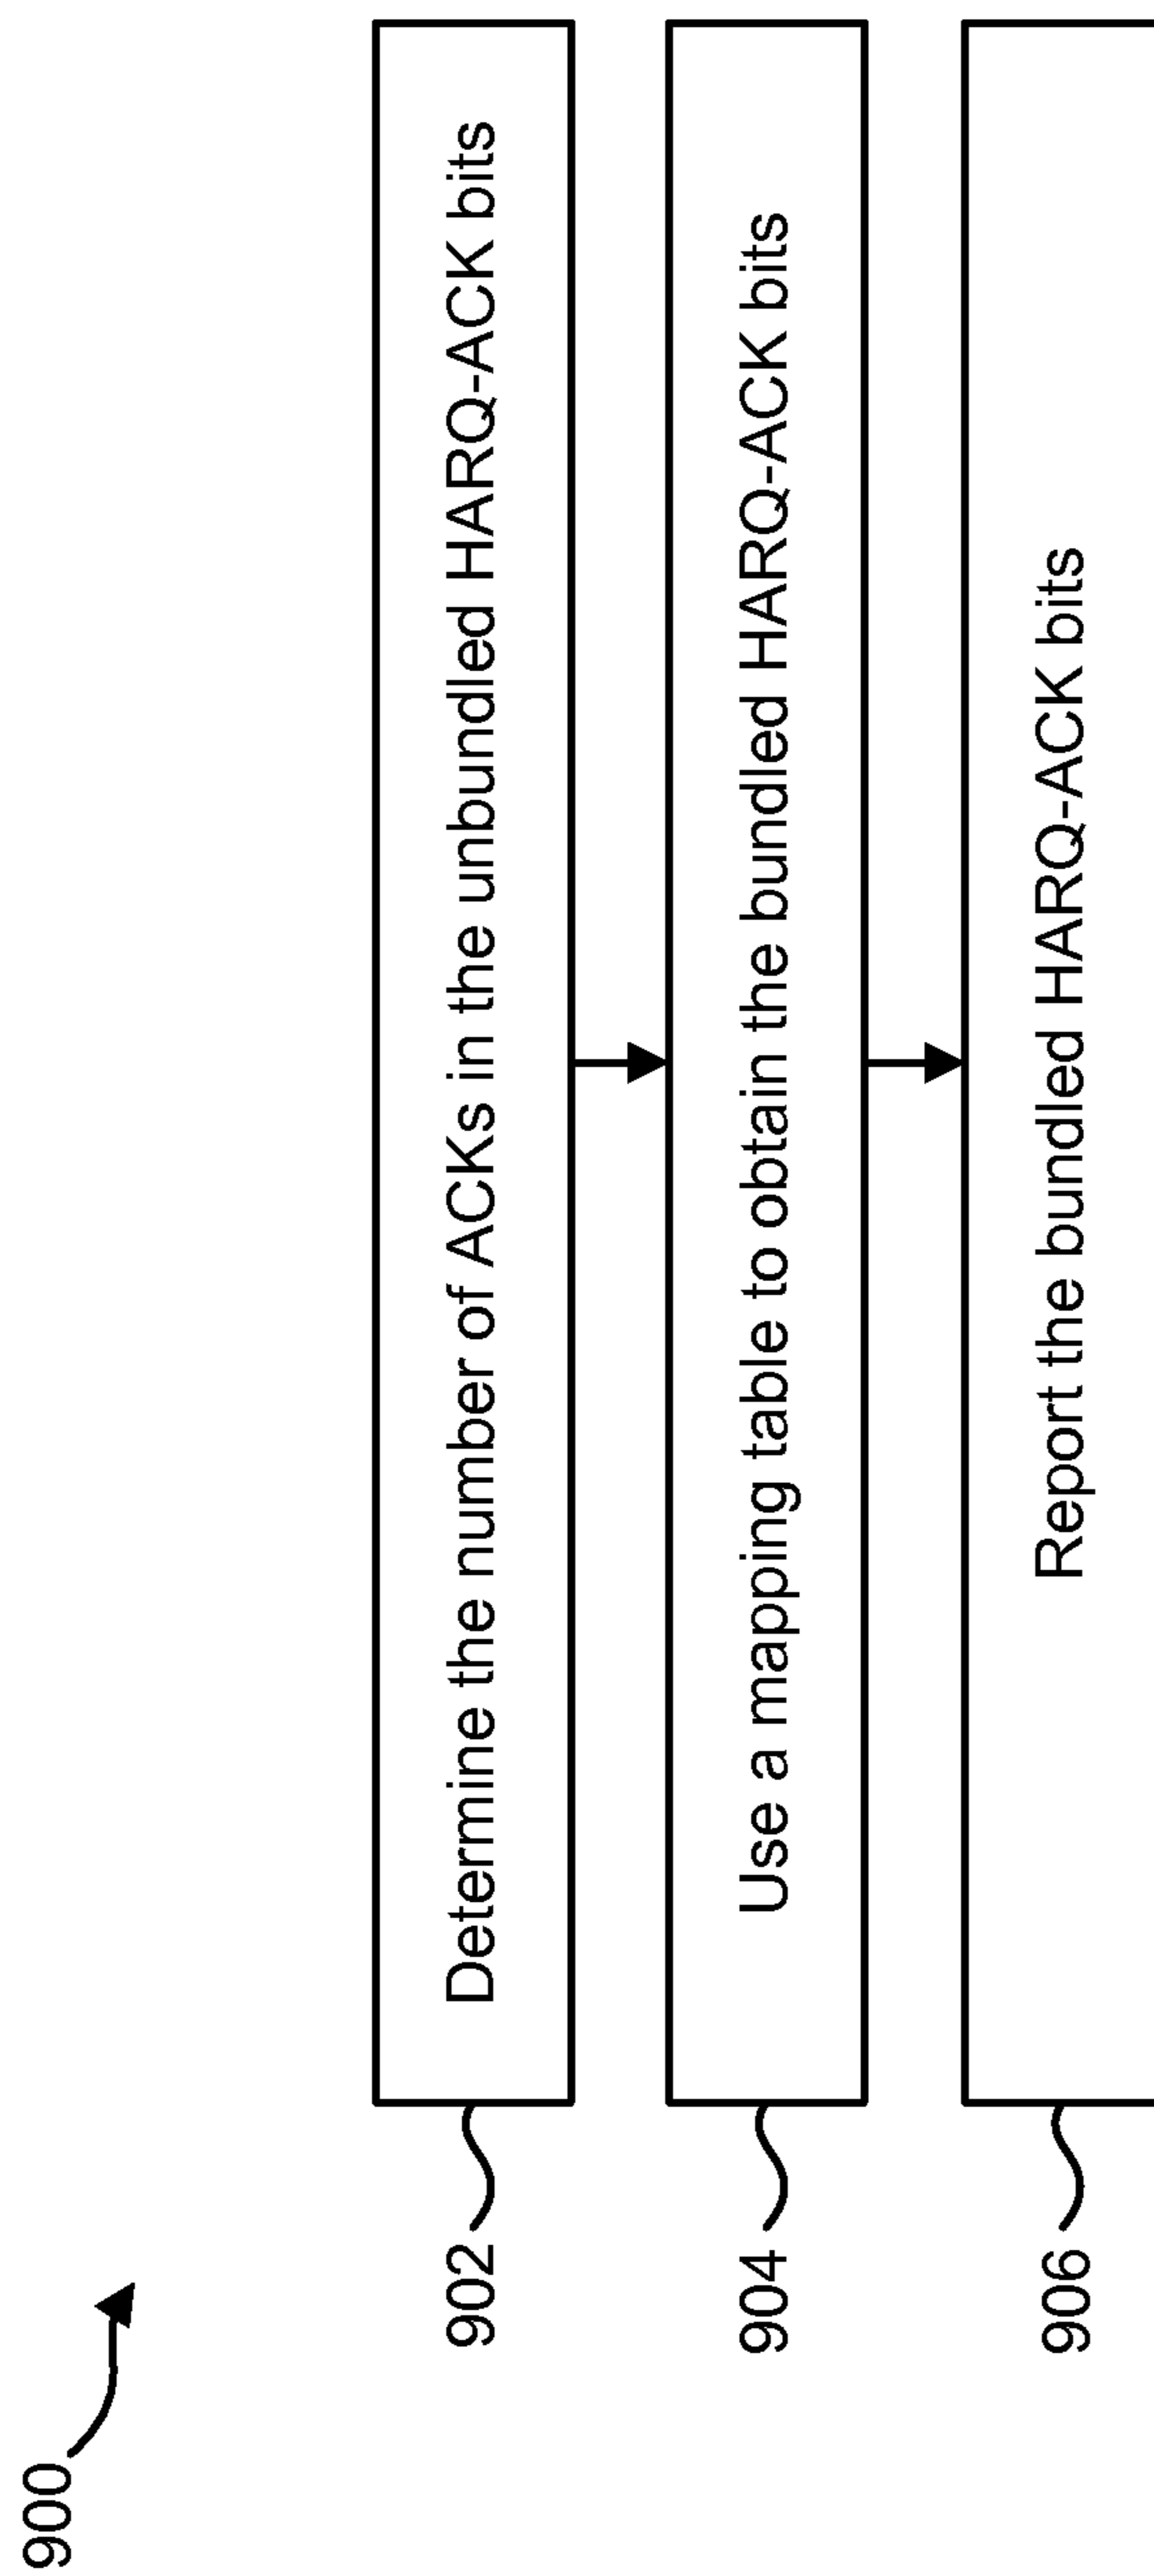 900
902
Determine the number of ACKs in the unbundled HARQ-ACK bits
904
Use a mapping table to obtain the bundled HARQ-ACK bits
906
Report the bundled HARQ-ACK bits